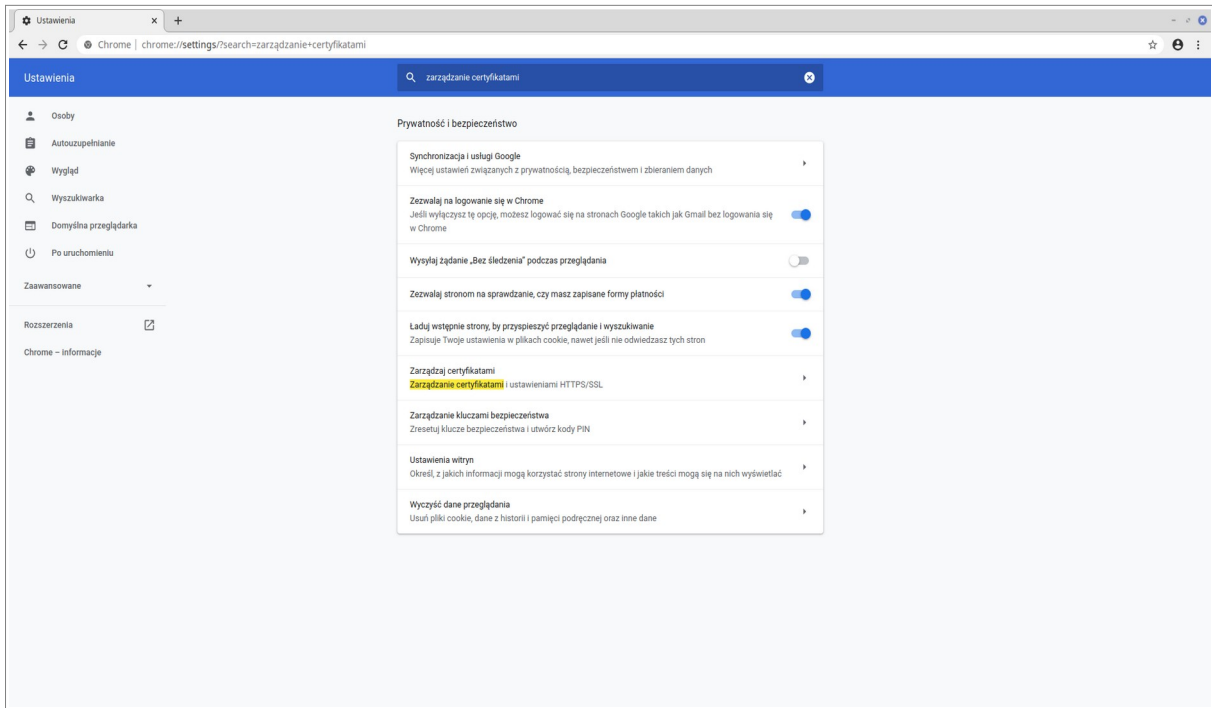 Ustawienia
Chrome | chrome://settings/?search=zarządzanie+certyfikatami
Ustawienia
zarządzanie certyfikatami
Osoby
Autouzupełnianie
Wygląd
Wyszukiwarka
Domyślna przeglądarka
Po uruchomieniu
Zaawansowane
Rozszerzenia
Chrome – informacje
Prywatność i bezpieczeństwo
Synchronizacja i usługi Google
Więcej ustawień związanych z prywatnością, bezpieczeństwem i zbieraniem danych
Zezwalaj na logowanie się w Chrome
Jeśli wyłączysz tę opcję, możesz logować się na stronach Google takich jak Gmail bez logowania się
w Chrome
Wysyłaj żądanie „Bez śledzenia” podczas przeglądania
Zezwalaj stronom na sprawdzanie, czy masz zapisane formy płatności
Ładuj wstępnie strony, by przyspieszyć przeglądanie i wyszukiwanie
Zapisuje Twoje ustawienia w plikach cookie, nawet jeśli nie odwiedzasz tych stron
Zarządzaj certyfikatami
Zarządzanie certyfikatami i ustawieniami HTTPS/SSL
Zarządzanie kluczami bezpieczeństwa
Zresetuj klucze bezpieczeństwa i utwórz kody PIN
Ustawienia witryn
Określ, z jakich informacji mogą korzystać strony internetowe i jakie treści mogą się na nich wyświetlać
Wyczyść dane przeglądania
Usuń pliki cookie, dane z historii i pamięci podręcznej oraz inne dane